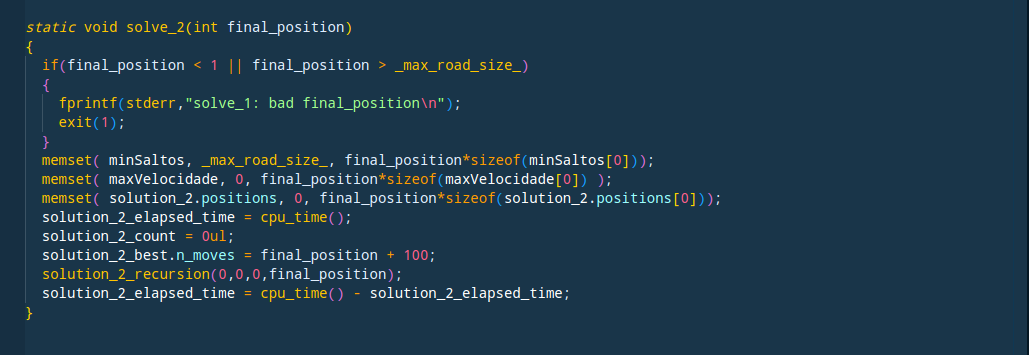 static void solve_2(int final_position)
{
  if(final_position < 1 || final_position > _max_road_size_)
  {
    fprintf(stderr,"solve_1: bad final_position\n");
    exit(1);
  }
  memset( minSaltos, _max_road_size_, final_position*sizeof(minSaltos[0]));
  memset( maxVelocidade, 0, final_position*sizeof(maxVelocidade[0]) );
  memset( solution_2.positions, 0, final_position*sizeof(solution_2.positions[0]));
  solution_2_elapsed_time = cpu_time();
  solution_2_count = 0ul;
  solution_2_best.n_moves = final_position + 100;
  solution_2_recursion(0,0,0,final_position);
  solution_2_elapsed_time = cpu_time() - solution_2_elapsed_time;
}